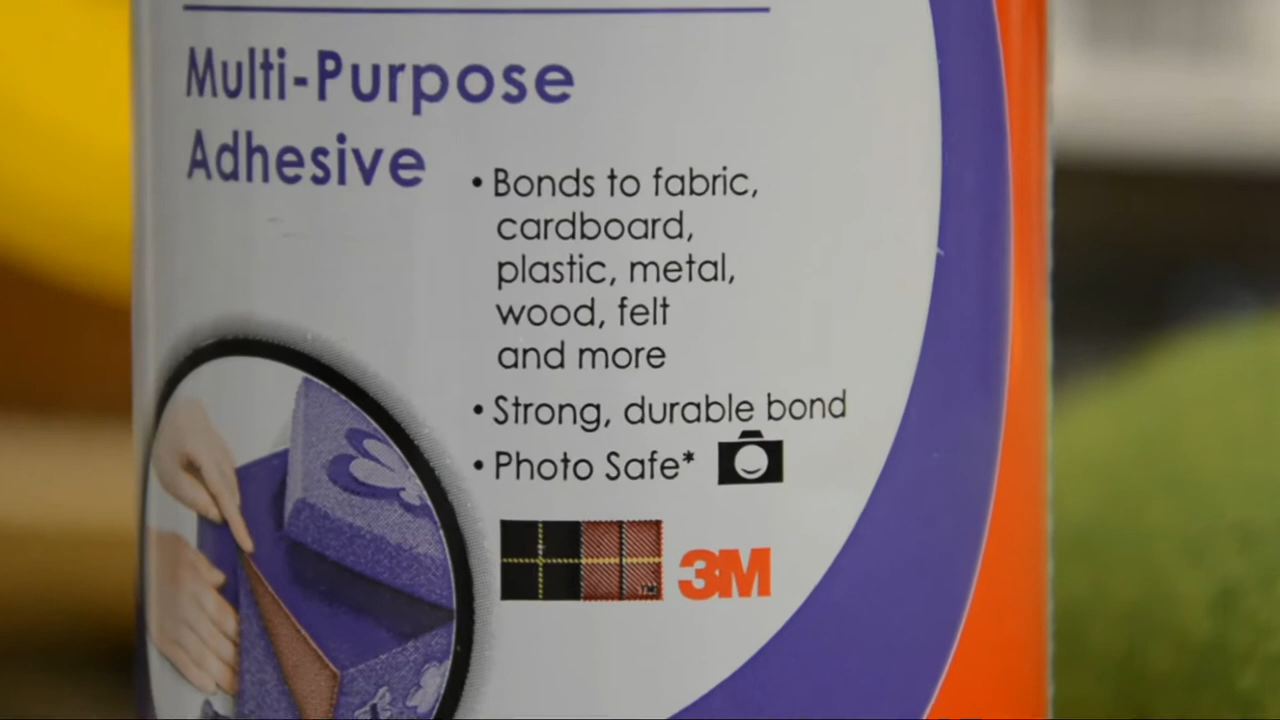 Multi-Purpose
Adhesive
• Bonds to fabric,
cardboard,
plastic, metal,
wood, felt
and more
• Strong, durable bond
• Photo Safe*
3M
TM